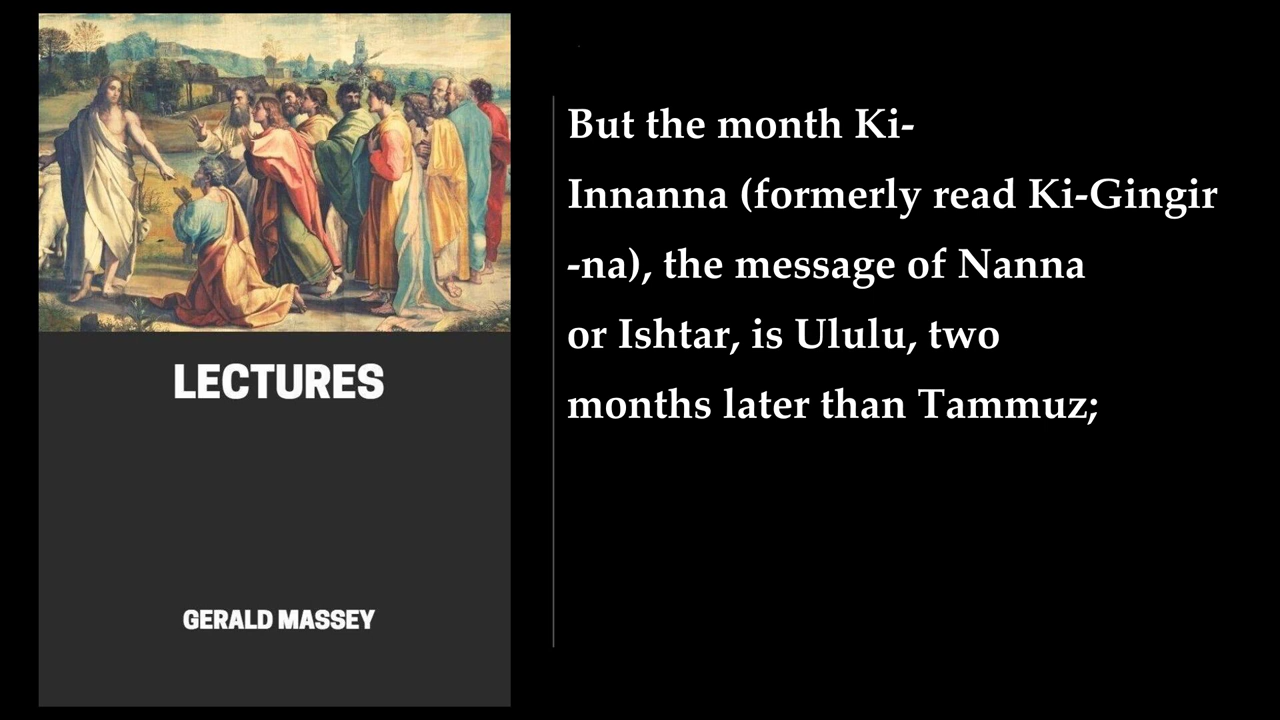 LECTURES
GERALD MASSEY
But the month Ki-
Innanna (formerly read Ki-Gingir
-na), the message of Nanna
or Ishtar, is Ululu, two
months later than Tammuz;